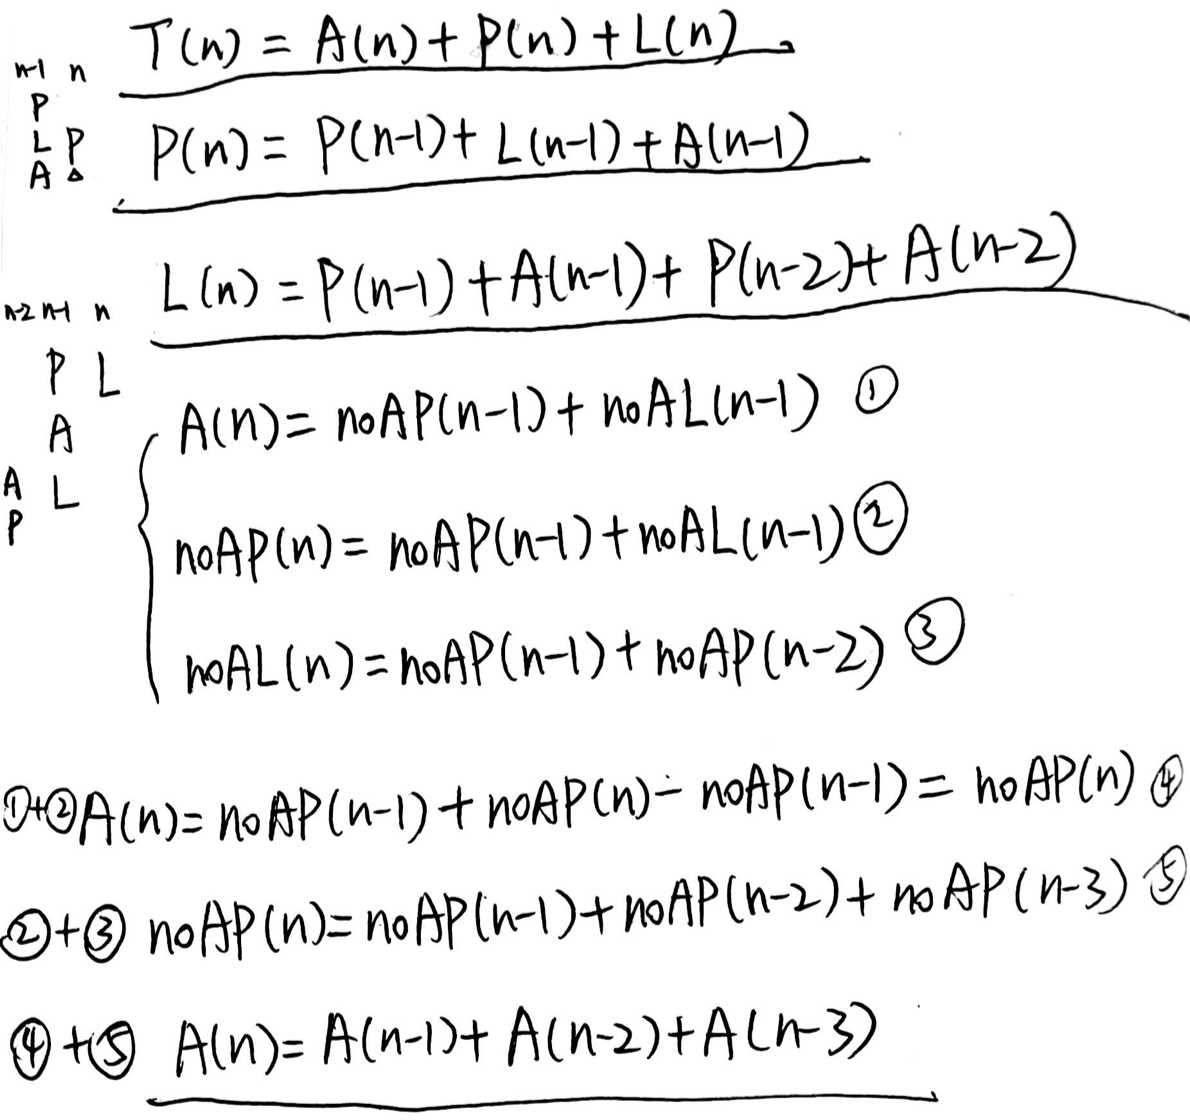 T(n) = A(n) + P(n) + L(n)
n-1 n
P
L P
A
P(n) = P(n-1) + L(n-1) + A(n-1)
L(n) = P(n-1) + A(n-1) + P(n-2) + A(n-2)
n-2 n-1 n
P L
A
A L
P
A(n) = noAP(n-1) + noAL(n-1) ①
noAP(n) = noAP(n-1) + noAL(n-1) ②
noAL(n) = noAP(n-1) + noAP(n-2) ③
①+② A(n) = noAP(n-1) + noAP(n) - noAP(n-1) = noAP(n) ④
②+③ noAP(n) = noAP(n-1) + noAP(n-2) + noAP(n-3) ⑤
④+⑤ A(n) = A(n-1) + A(n-2) + A(n-3)